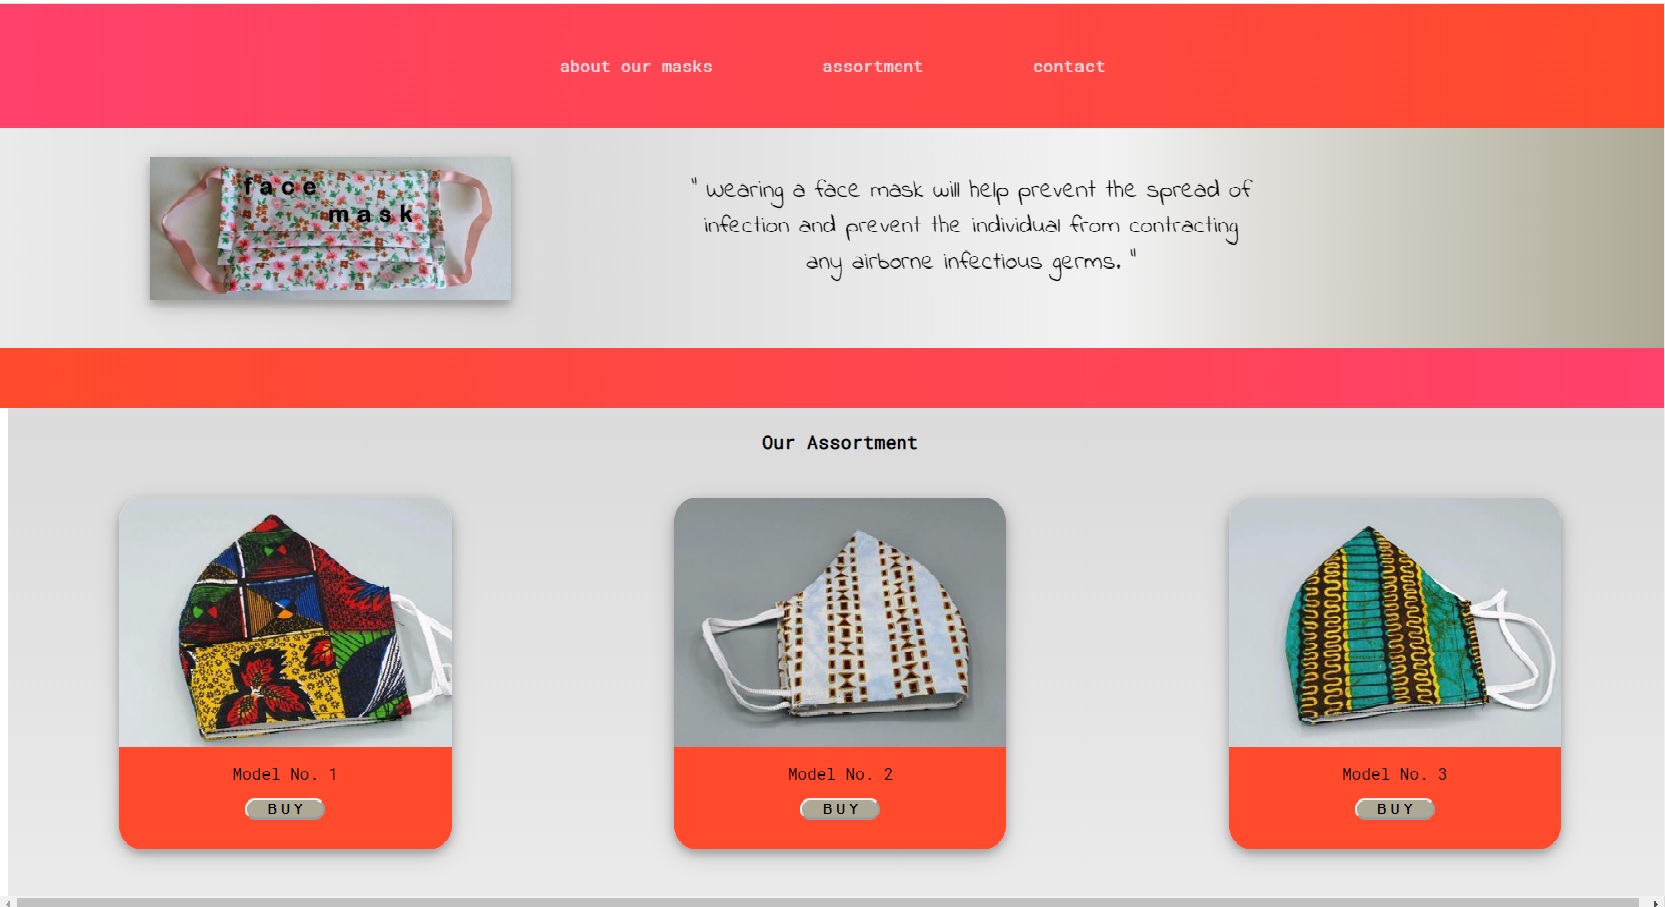 about our masks assortment contact
face
mask
" wearing a face mask will help prevent the spread of
infection and prevent the individual from contracting
any airborne infectious germs. "
Our Assortment
Model No. 1
BUY
Model No. 2
BUY
Model No. 3
BUY